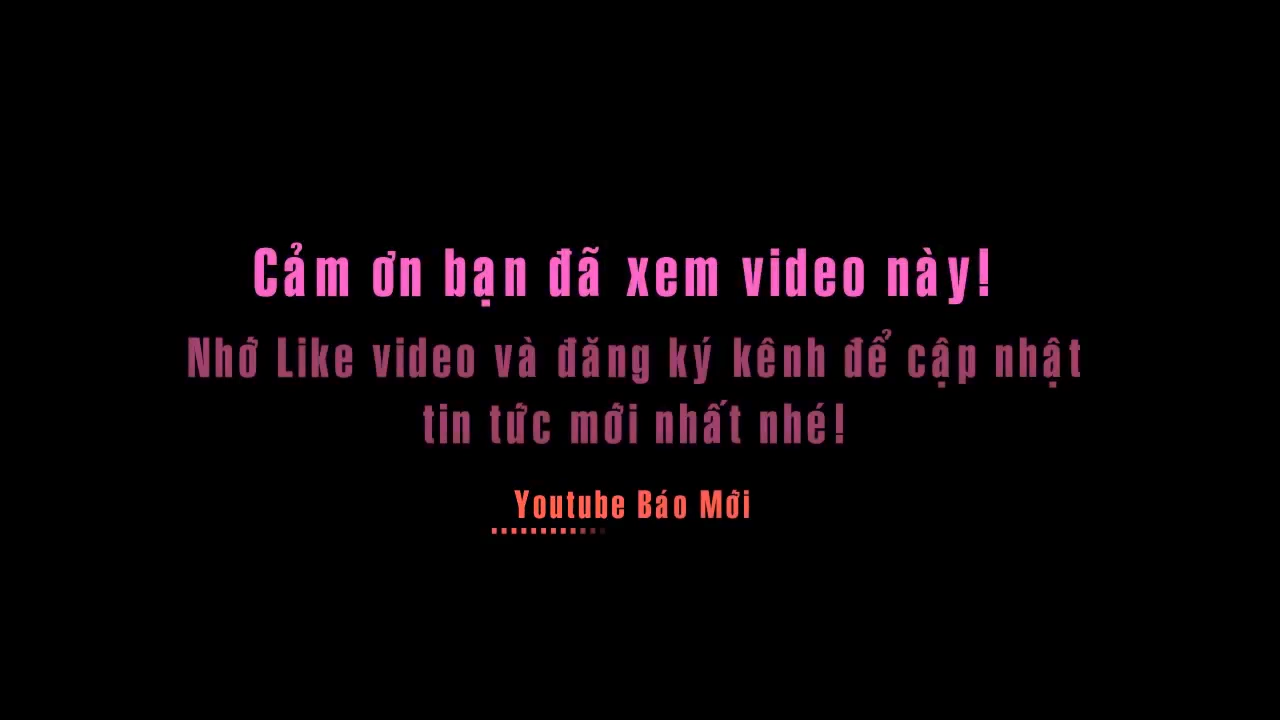 Cảm ơn bạn đã xem video này!
Nhớ Like video và đăng ký kênh để cập nhật
tin tức mới nhất nhé!
Youtube Báo Mới